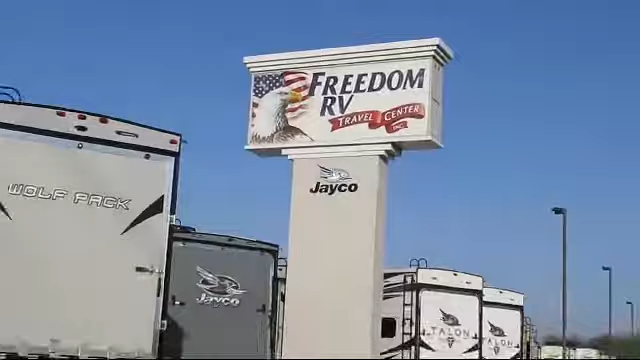 FREEDOM
RV
TRAVEL CENTER
INC.
Jayco
WOLF PACK
Jayco
TALON
TALON